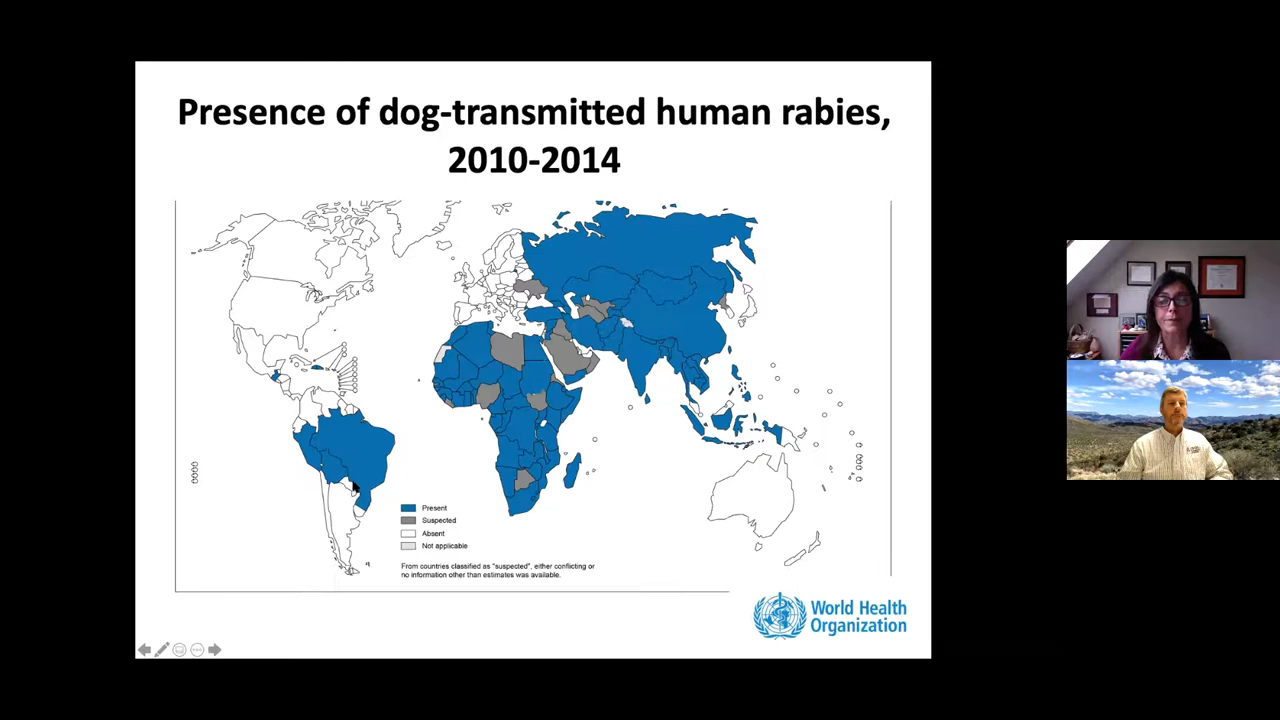 Presence of dog-transmitted human rabies,
2010-2014
Present
Suspected
Absent
Not applicable
From countries classified as "suspected", either conflicting or
no information other than estimates was available.
World Health
Organization